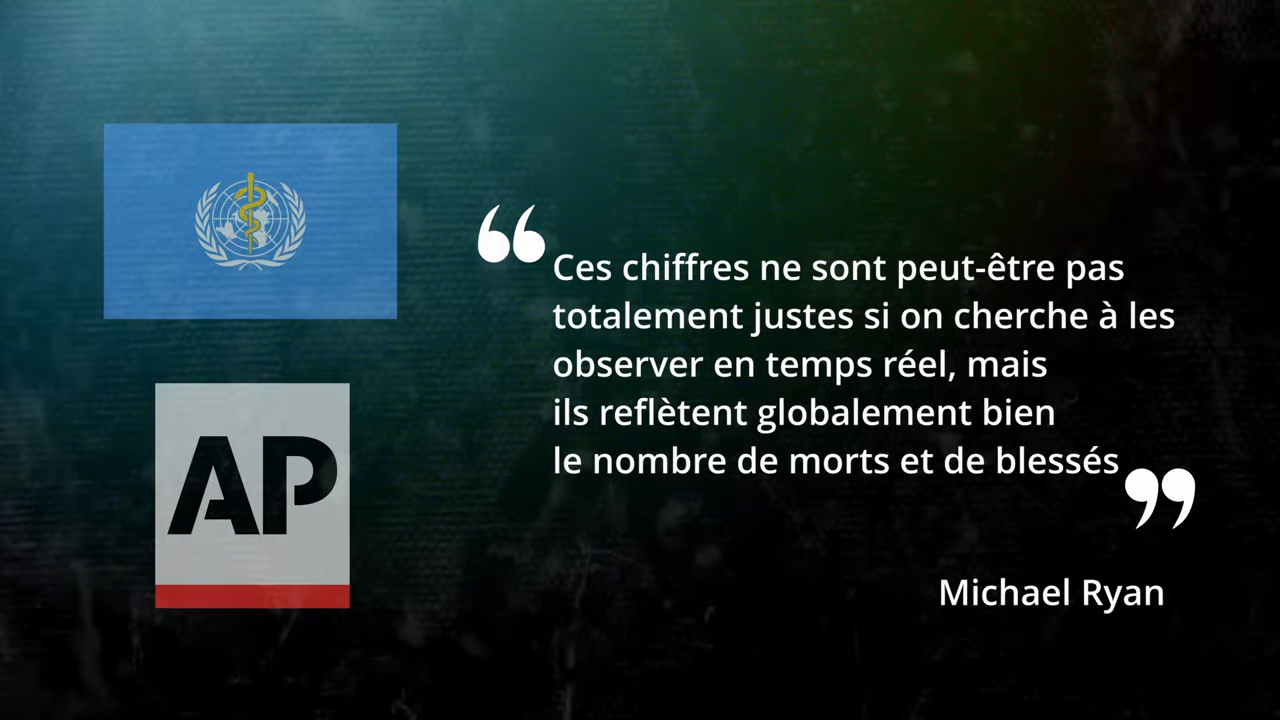 “Ces chiffres ne sont peut-être pas
totalement justes si on cherche à les
observer en temps réel, mais
ils reflètent globalement bien
le nombre de morts et de blessés”
AP
Michael Ryan